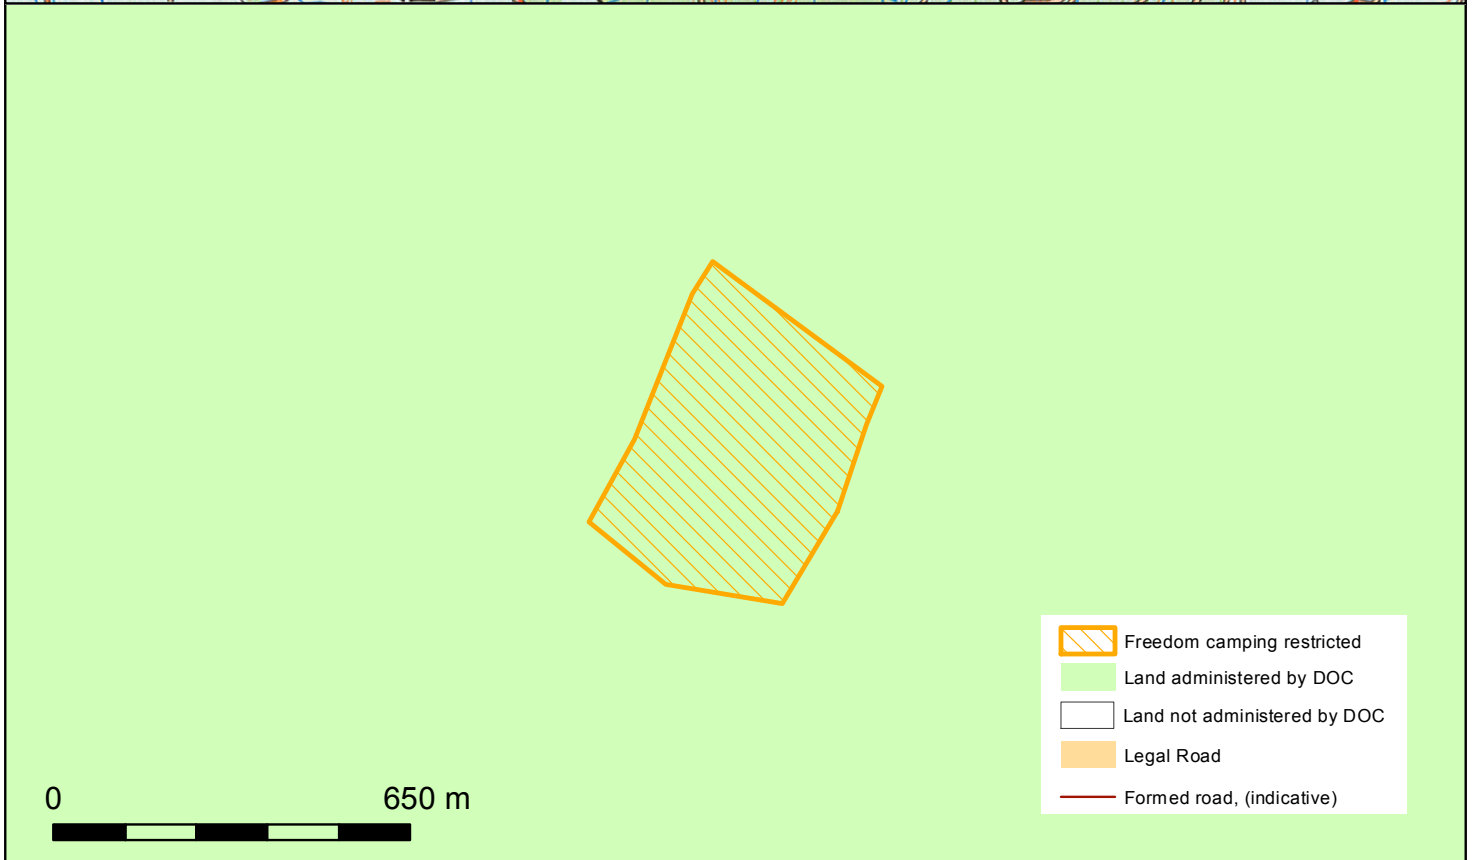 Freedom camping restricted
Land administered by DOC
Land not administered by DOC
Legal Road
Formed road, (indicative)
0 650 m